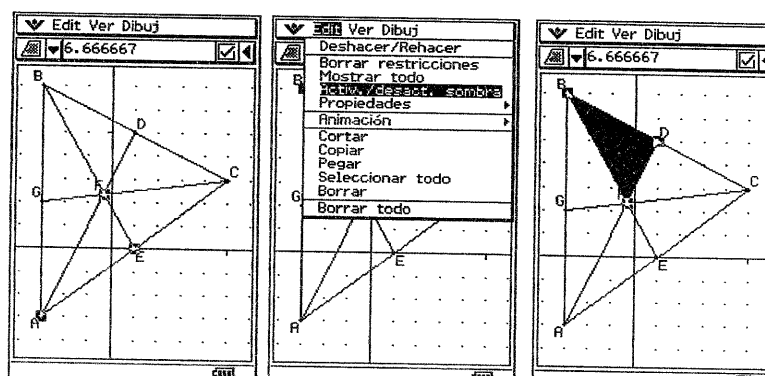 Edit Ver Dibuj
6.666667
B
D
C
G
F
E
A
Edit Ver Dibuj
Deshacer/Rehacer
Borrar restricciones
Mostrar todo
Activ./desact. sombra
Propiedades
Animación
Cortar
Copiar
Pegar
Seleccionar todo
Borrar
Borrar todo
B
G
E
A
Edit Ver Dibuj
6.666667
B
D
C
G
E
A